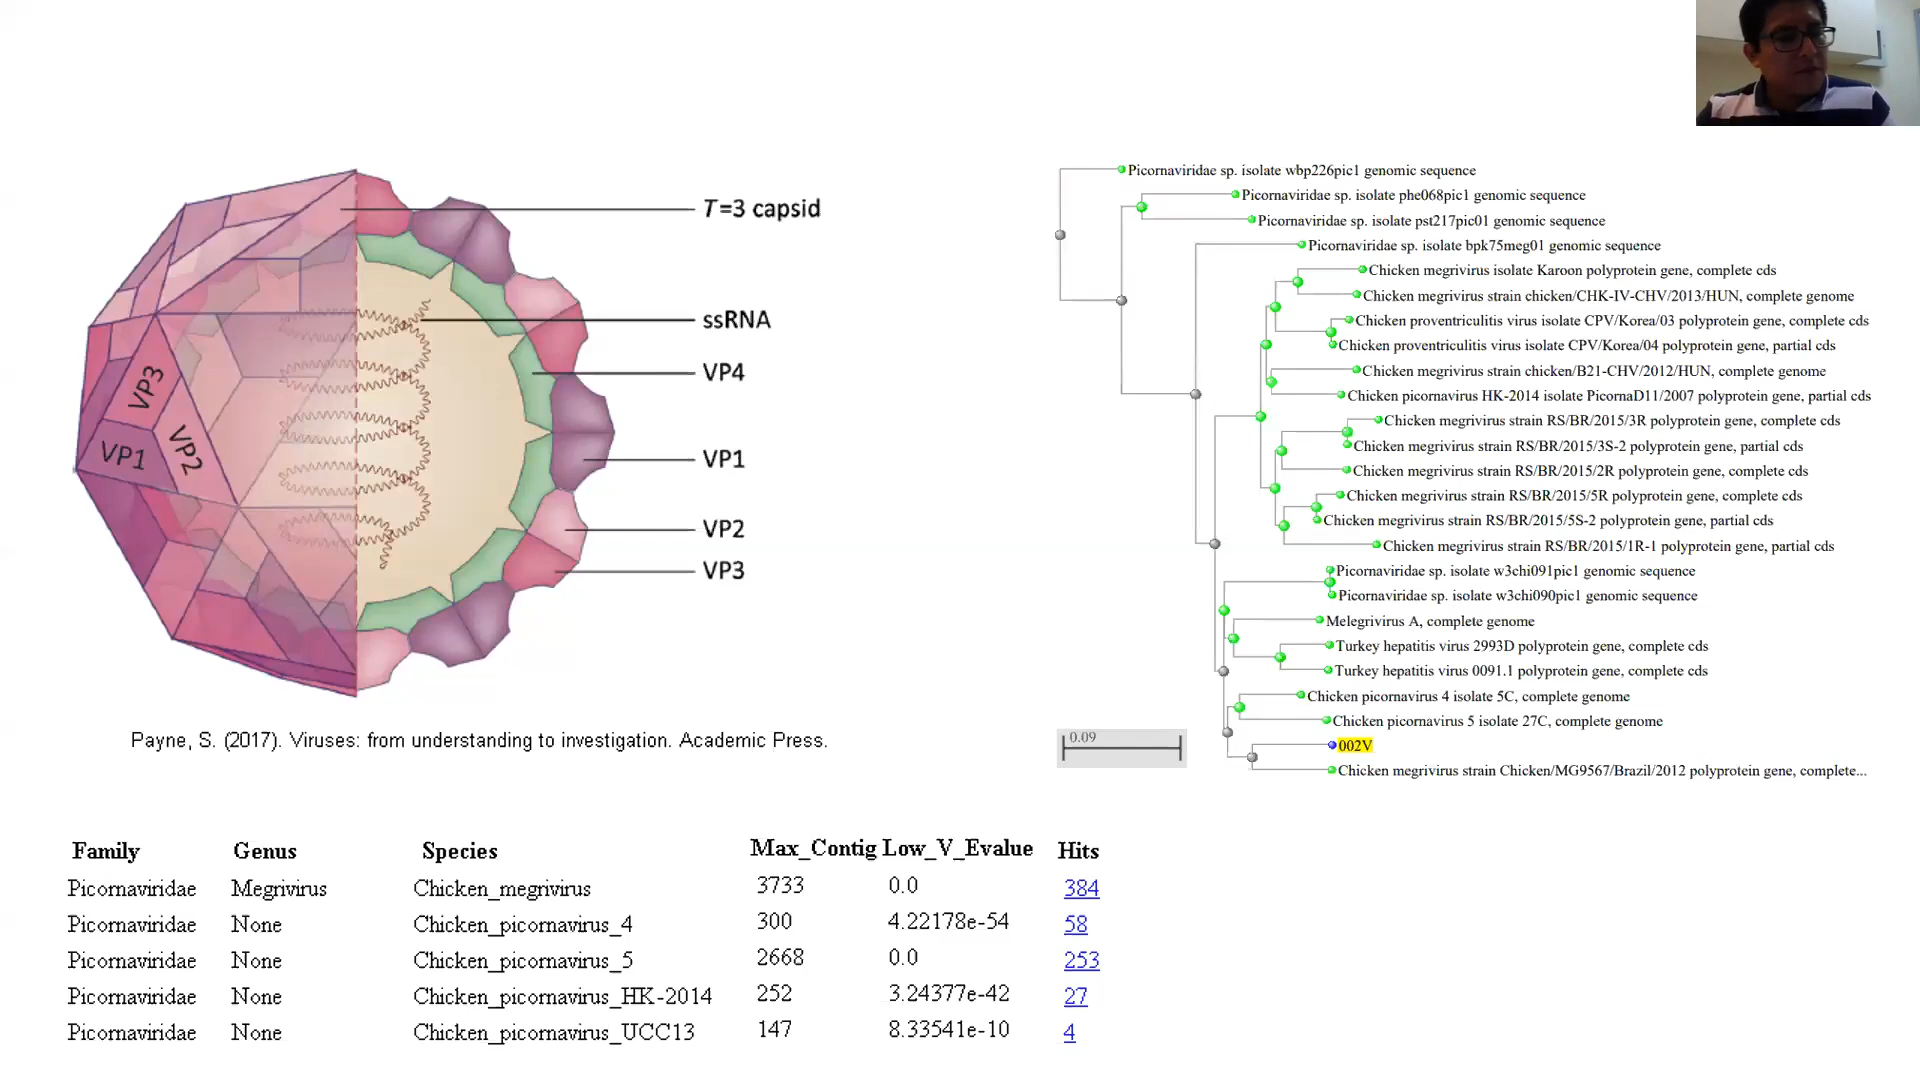 T=3 capsid
ssRNA
VP4
VP1
VP2
VP3
VP3
VP1
VP2
Payne, S. (2017). Viruses: from understanding to investigation. Academic Press.
Picornaviridae sp. isolate wbp226pic1 genomic sequence
Picornaviridae sp. isolate phe068pic1 genomic sequence
Picornaviridae sp. isolate pst217pic01 genomic sequence
Picornaviridae sp. isolate bpk75meg01 genomic sequence
Chicken megrivirus isolate Karoon polyprotein gene, complete cds
Chicken megrivirus strain chicken/CHK-IV-CHV/2013/HUN, complete genome
Chicken proventriculitis virus isolate CPV/Korea/03 polyprotein gene, complete cds
Chicken proventriculitis virus isolate CPV/Korea/04 polyprotein gene, partial cds
Chicken megrivirus strain chicken/B21-CHV/2012/HUN, complete genome
Chicken picornavirus HK-2014 isolate PicornaD11/2007 polyprotein gene, partial cds
Chicken megrivirus strain RS/BR/2015/3R polyprotein gene, complete cds
Chicken megrivirus strain RS/BR/2015/3S-2 polyprotein gene, partial cds
Chicken megrivirus strain RS/BR/2015/2R polyprotein gene, complete cds
Chicken megrivirus strain RS/BR/2015/5R polyprotein gene, complete cds
Chicken megrivirus strain RS/BR/2015/5S-2 polyprotein gene, partial cds
Chicken megrivirus strain RS/BR/2015/1R-1 polyprotein gene, partial cds
Picornaviridae sp. isolate w3chi091pic1 genomic sequence
Picornaviridae sp. isolate w3chi090pic1 genomic sequence
Melegrivirus A, complete genome
Turkey hepatitis virus 2993D polyprotein gene, complete cds
Turkey hepatitis virus 0091.1 polyprotein gene, complete cds
Chicken picornavirus 4 isolate 5C, complete genome
Chicken picornavirus 5 isolate 27C, complete genome
002V
Chicken megrivirus strain Chicken/MG9567/Brazil/2012 polyprotein gene, complete...
0.09
Family Genus Species Max_Contig Low_V_Evalue Hits
Picornaviridae Megrivirus Chicken_megrivirus 3733 0.0 384
Picornaviridae None Chicken_picornavirus_4 300 4.22178e-54 58
Picornaviridae None Chicken_picornavirus_5 2668 0.0 253
Picornaviridae None Chicken_picornavirus_HK-2014 252 3.24377e-42 27
Picornaviridae None Chicken_picornavirus_UCC13 147 8.33541e-10 4